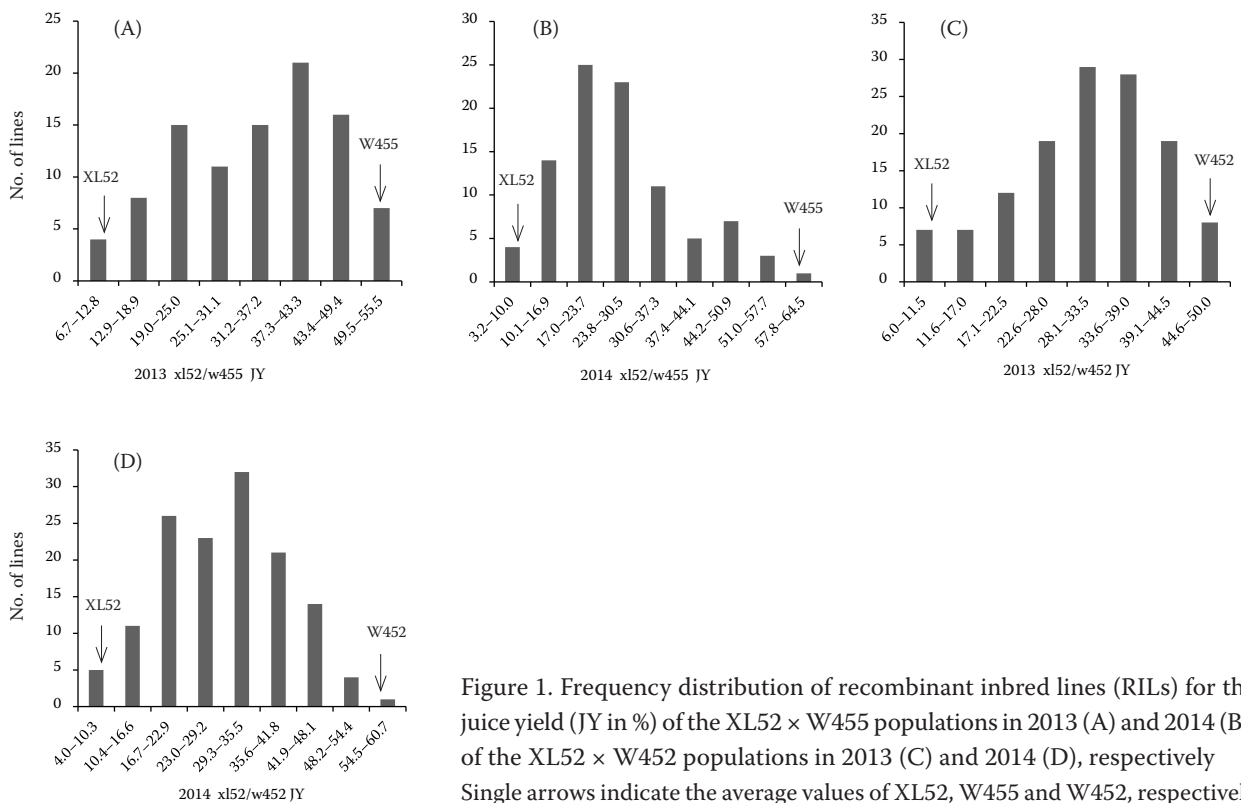 (A)
No. of lines
25
20
15
10
5
0
XL52
W455
6.7–12.8
12.9–18.9
19.0–25.0
25.1–31.1
31.2–37.2
37.3–43.3
43.4–49.4
49.5–55.5
2013 xl52/w455 JY
(B)
30
25
20
15
10
5
0
XL52
W455
3.2–10.0
10.1–16.9
17.0–23.7
23.8–30.5
30.6–37.3
37.4–44.1
44.2–50.9
51.0–57.7
57.8–64.5
2014 xl52/w455 JY
(C)
35
30
25
20
15
10
5
0
XL52
W452
6.0–11.5
11.6–17.0
17.1–22.5
22.6–28.0
28.1–33.5
33.6–39.0
39.1–44.5
44.6–50.0
2013 xl52/w452 JY
(D)
No. of lines
35
30
25
20
15
10
5
0
XL52
W452
4.0–10.3
10.4–16.6
16.7–22.9
23.0–29.2
29.3–35.5
35.6–41.8
41.9–48.1
48.2–54.4
54.5–60.7
2014 xl52/w452 JY
Figure 1. Frequency distribution of recombinant inbred lines (RILs) for th
juice yield (JY in %) of the XL52 × W455 populations in 2013 (A) and 2014 (B
of the XL52 × W452 populations in 2013 (C) and 2014 (D), respectively
Single arrows indicate the average values of XL52, W455 and W452, respectivel